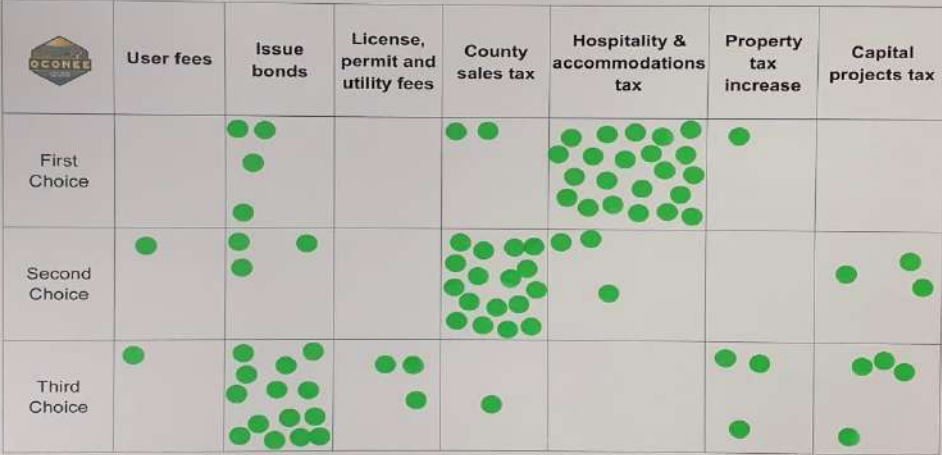 OCONEE
User fees
Issue
bonds
License,
permit and
utility fees
County
sales tax
Hospitality &
accommodations
tax
Property
tax
increase
Capital
projects tax
First
Choice
Second
Choice
Third
Choice